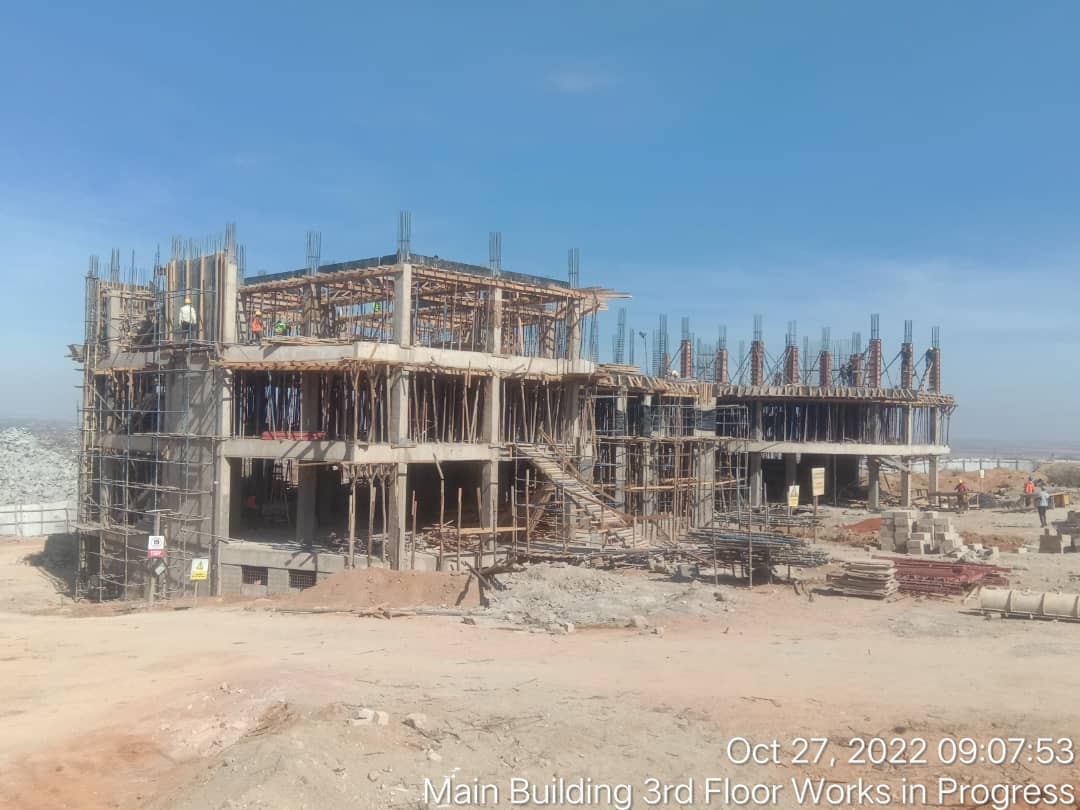 Oct 27, 2022 09:07:53
Main Building 3rd Floor Works in Progress